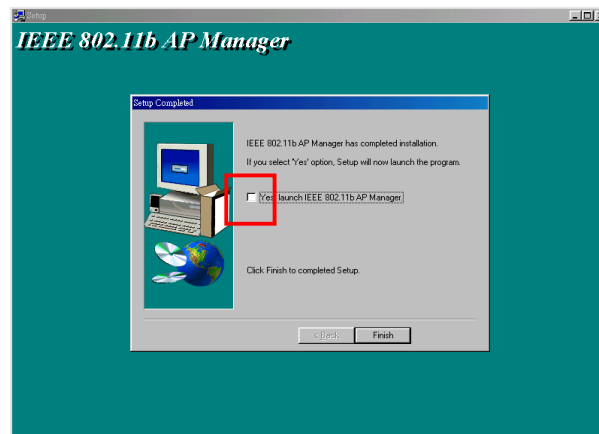 Setup
IEEE 802.11b AP Manager
Setup Completed
IEEE 802.11b AP Manager has completed installation.
If you select 'Yes' option, Setup will now launch the program.
Yes, launch IEEE 802.11b AP Manager.
Click Finish to completed Setup.
< Back
Finish